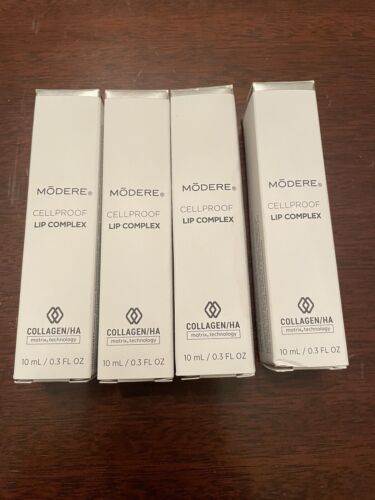 MODERE®
CELLPROOF
LIP COMPLEX
COLLAGEN/HA
matrix technology
10 mL / 0.3 FL OZ
MODERE®
CELLPROOF
LIP COMPLEX
COLLAGEN/HA
matrix technology
10 mL / 0.3 FL OZ
MODERE®
CELLPROOF
LIP COMPLEX
COLLAGEN/HA
matrix technology
10 mL / 0.3 FL OZ
MODERE®
CELLPROOF
LIP COMPLEX
COLLAGEN/HA
matrix technology
10 mL / 0.3 FL OZ